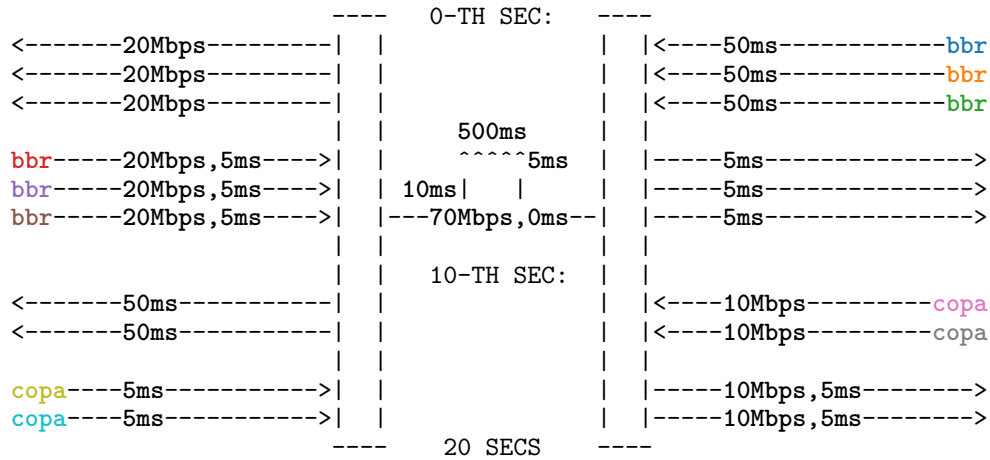 ---- 0-TH SEC: ----
<-------20Mbps---------| | | |<----50ms------------bbr
<-------20Mbps---------| | | |<----50ms------------bbr
<-------20Mbps---------| | | |<----50ms------------bbr
| | 500ms | |
bbr-----20Mbps,5ms---->| | ^^^^^5ms | |-----5ms--------------->
bbr-----20Mbps,5ms---->| | 10ms| | | |-----5ms--------------->
bbr-----20Mbps,5ms---->| |---70Mbps,0ms--| |-----5ms--------------->
| | | |
| | 10-TH SEC: | |
<-------50ms-----------| | | |<----10Mbps---------copa
<-------50ms-----------| | | |<----10Mbps---------copa
| | | |
copa----5ms----------->| | | |-----10Mbps,5ms-------->
copa----5ms----------->| | | |-----10Mbps,5ms-------->
---- 20 SECS ----